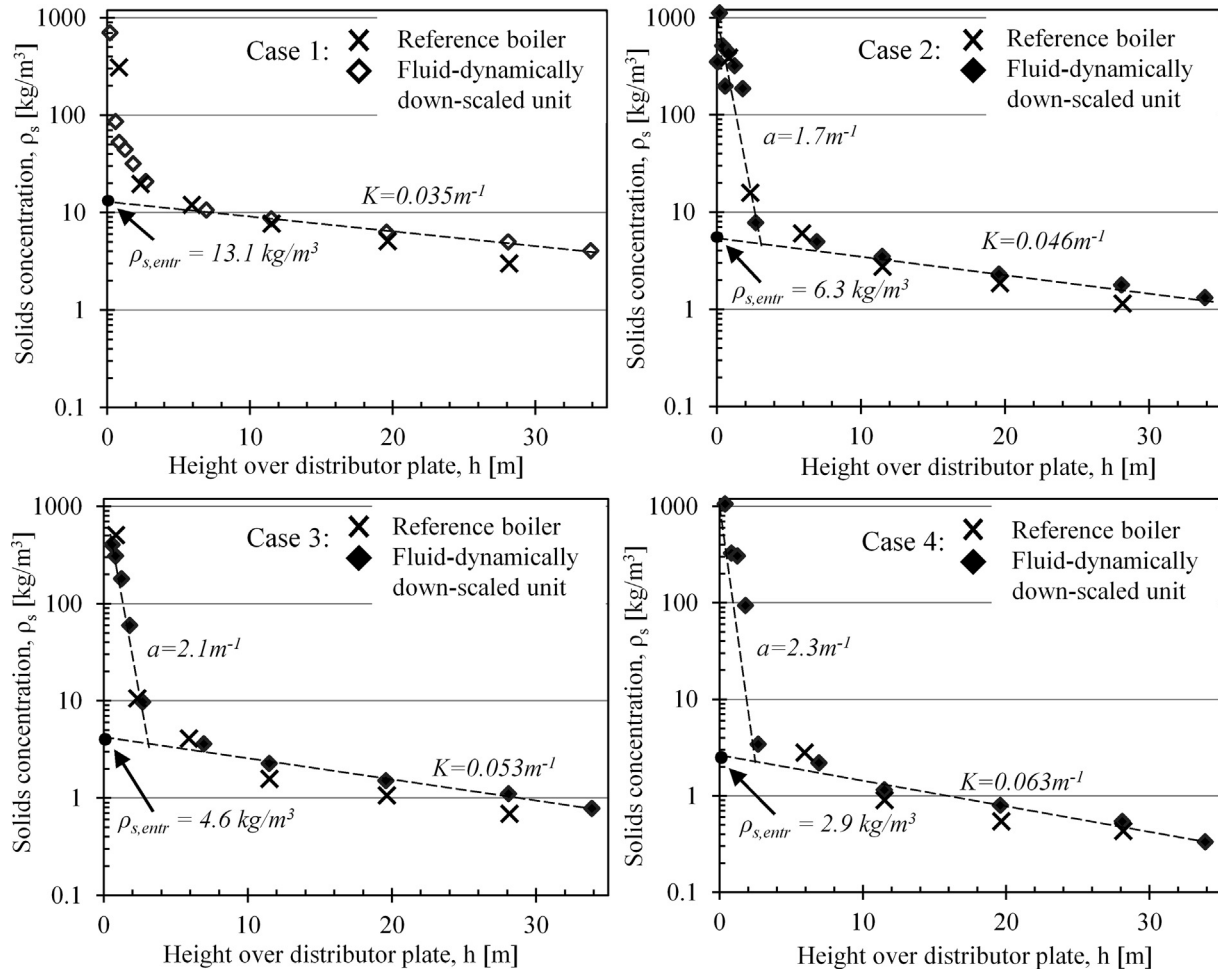 1000
100
10
1
0.1
Solids concentration, ρs [kg/m³]
Case 1:
Reference boiler
Fluid-dynamically
down-scaled unit
K=0.035m⁻¹
ρs,entr = 13.1 kg/m³
0 10 20 30
Height over distributor plate, h [m]
1000
100
10
1
0.1
Solids concentration, ρs [kg/m³]
Case 2:
Reference boiler
Fluid-dynamically
down-scaled unit
a=1.7m⁻¹
K=0.046m⁻¹
ρs,entr = 6.3 kg/m³
0 10 20 30
Height over distributor plate, h [m]
1000
100
10
1
0.1
Solids concentration, ρs [kg/m³]
Case 3:
Reference boiler
Fluid-dynamically
down-scaled unit
a=2.1m⁻¹
K=0.053m⁻¹
ρs,entr = 4.6 kg/m³
0 10 20 30
Height over distributor plate, h [m]
1000
100
10
1
0.1
Solids concentration, ρs [kg/m³]
Case 4:
Reference boiler
Fluid-dynamically
down-scaled unit
a=2.3m⁻¹
K=0.063m⁻¹
ρs,entr = 2.9 kg/m³
0 10 20 30
Height over distributor plate, h [m]